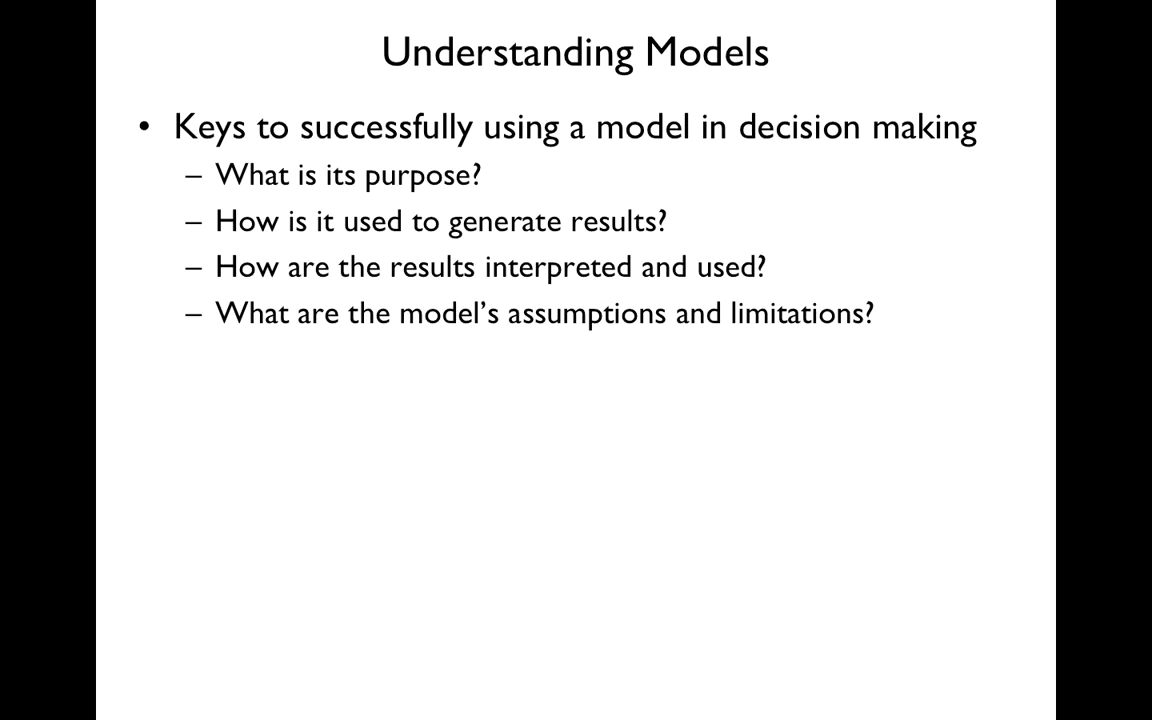 Understanding Models
• Keys to successfully using a model in decision making
– What is its purpose?
– How is it used to generate results?
– How are the results interpreted and used?
– What are the model’s assumptions and limitations?